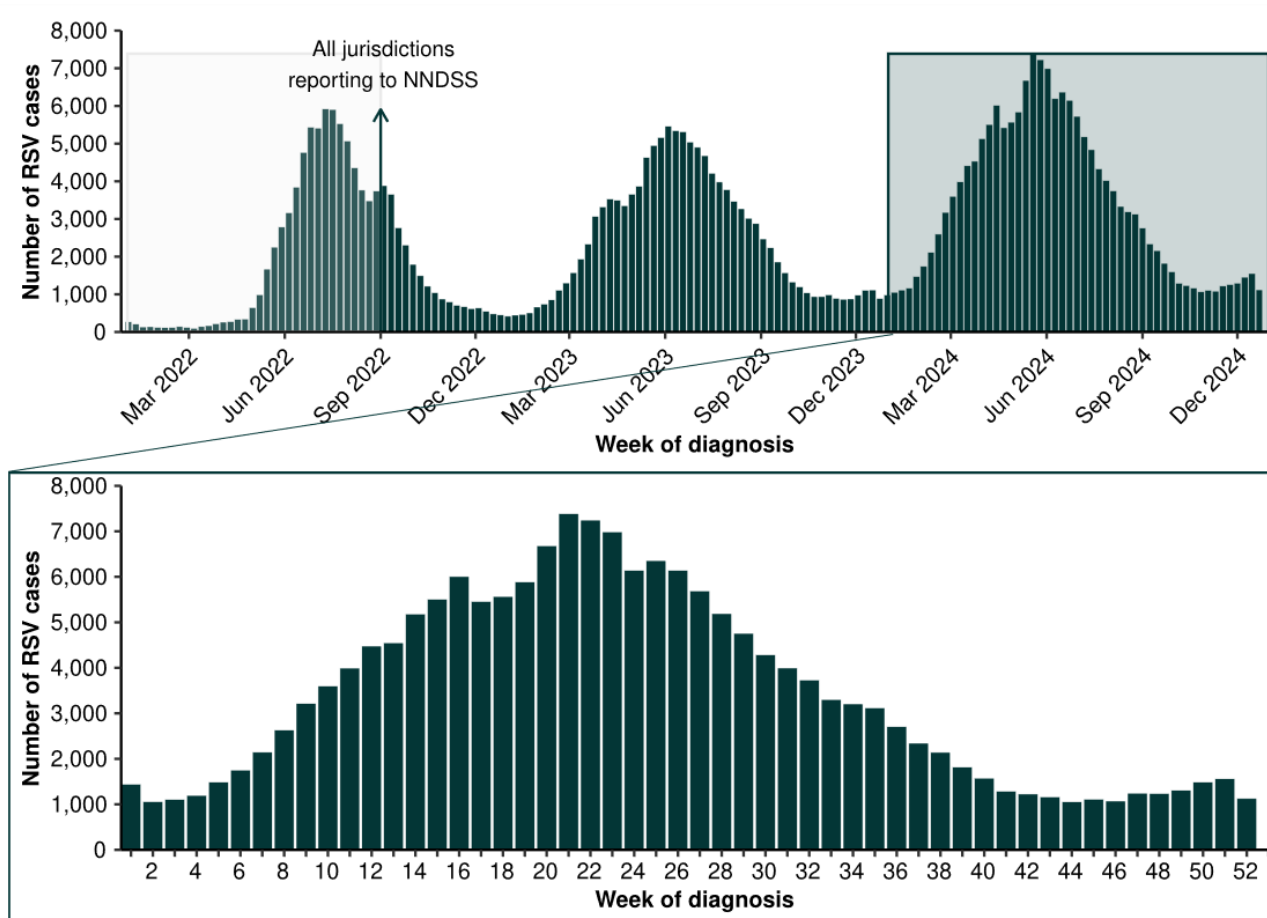 All jurisdictions
reporting to NNDSS
Number of RSV cases
8,000
7,000
6,000
5,000
4,000
3,000
2,000
1,000
0
Mar 2022 Jun 2022 Sep 2022 Dec 2022 Mar 2023 Jun 2023 Sep 2023 Dec 2023 Mar 2024 Jun 2024 Sep 2024 Dec 2024
Week of diagnosis
Number of RSV cases
8,000
7,000
6,000
5,000
4,000
3,000
2,000
1,000
0
2 4 6 8 10 12 14 16 18 20 22 24 26 28 30 32 34 36 38 40 42 44 46 48 50 52
Week of diagnosis